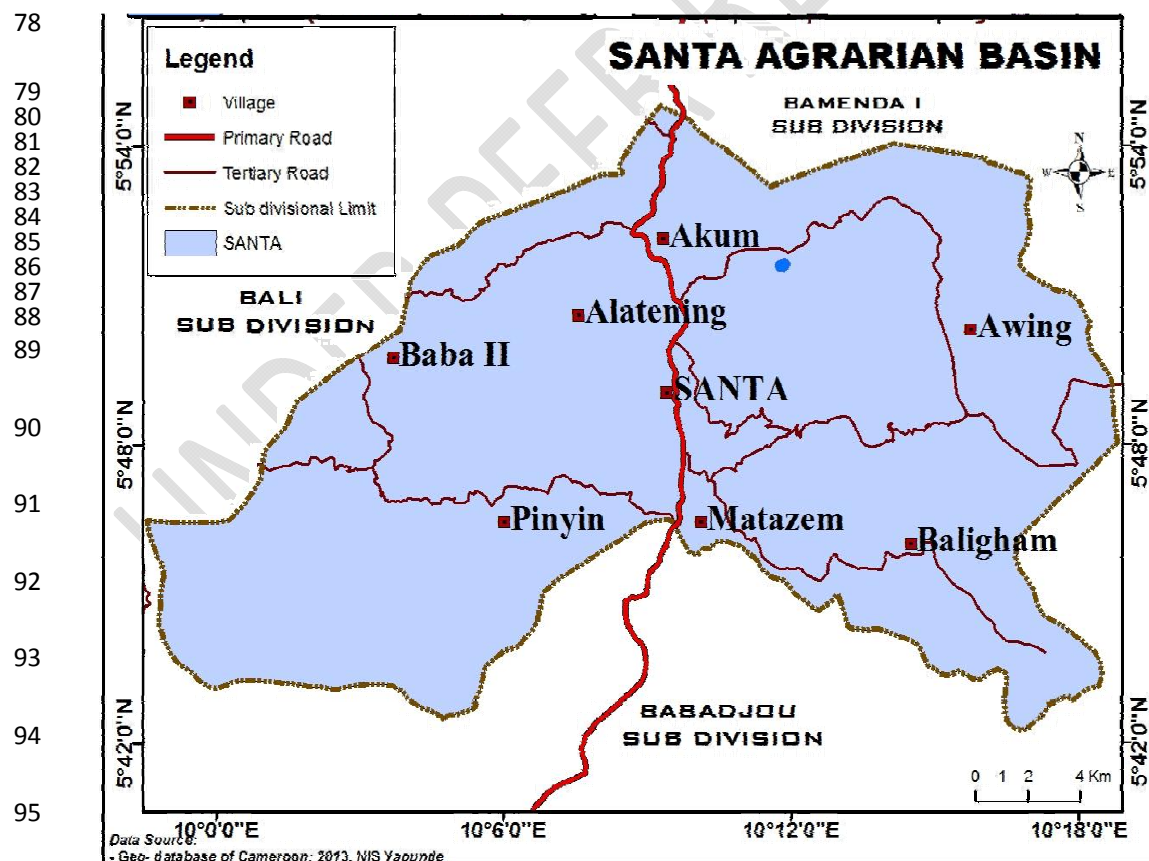 78
79
80
81
82
83
84
85
86
87
88
89
90
91
92
93
94
95
UNDER PEER RE
Legend
Village
Primary Road
Tertiary Road
Sub divisional Limit
SANTA
SANTA AGRARIAN BASIN
BAMENDA I
SUB DIVISION
N
W
E
S
5°54'0"N
5°54'0"N
Akum
BALI
SUB DIVISION
Alatening
Awing
Baba II
SANTA
5°48'0"N
5°48'0"N
Pinyin
Matazem
Baligham
BABADJOU
SUB DIVISION
5°42'0"N
5°42'0"N
0 1 2 4 Km
10°0'0"E
10°6'0"E
10°12'0"E
10°18'0"E
Data Source:
- Geo- database of Cameroon: 2013, NIS Yaounde